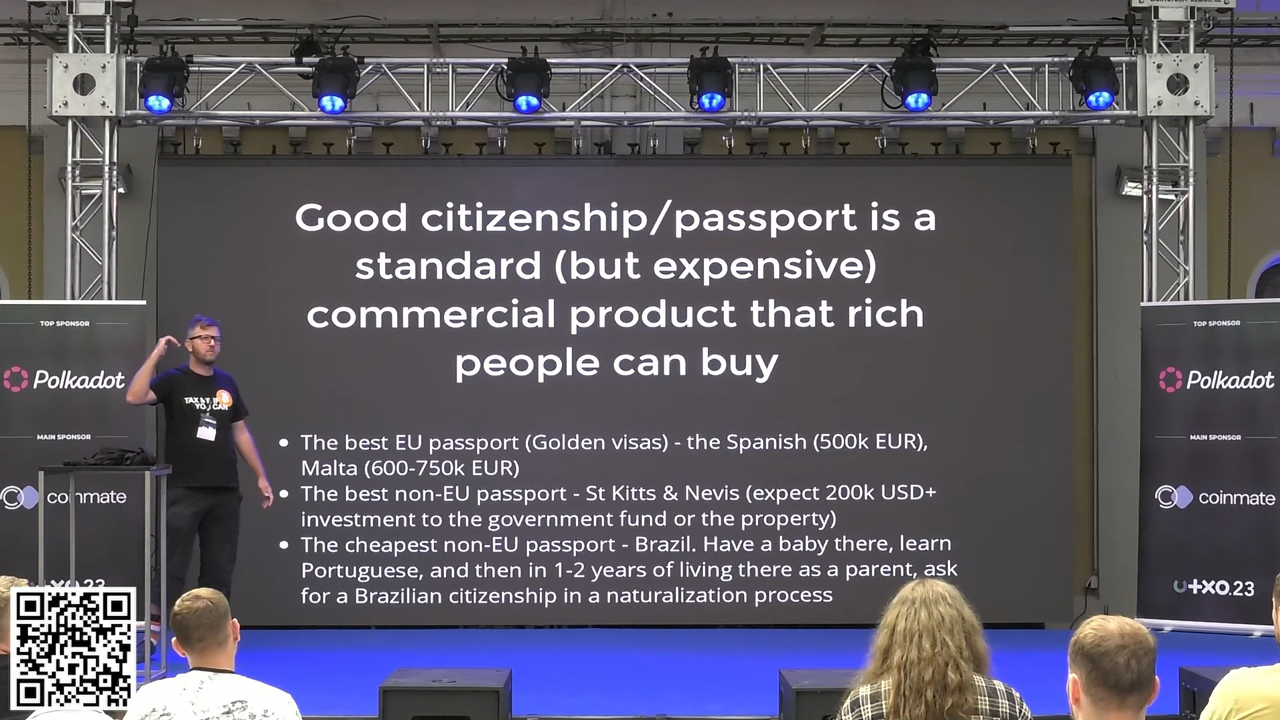 Good citizenship/passport is a
standard (but expensive)
commercial product that rich
people can buy
• The best EU passport (Golden visas) - the Spanish (500k EUR),
Malta (600-750k EUR)
• The best non-EU passport - St Kitts & Nevis (expect 200k USD+
investment to the government fund or the property)
• The cheapest non-EU passport - Brazil. Have a baby there, learn
Portuguese, and then in 1-2 years of living there as a parent, ask
for a Brazilian citizenship in a naturalization process
TOP SPONSOR
Polkadot
MAIN SPONSOR
coinmate
YOU CAN
TOP SPONSOR
Polkadot
MAIN SPONSOR
coinmate
UTXO.23